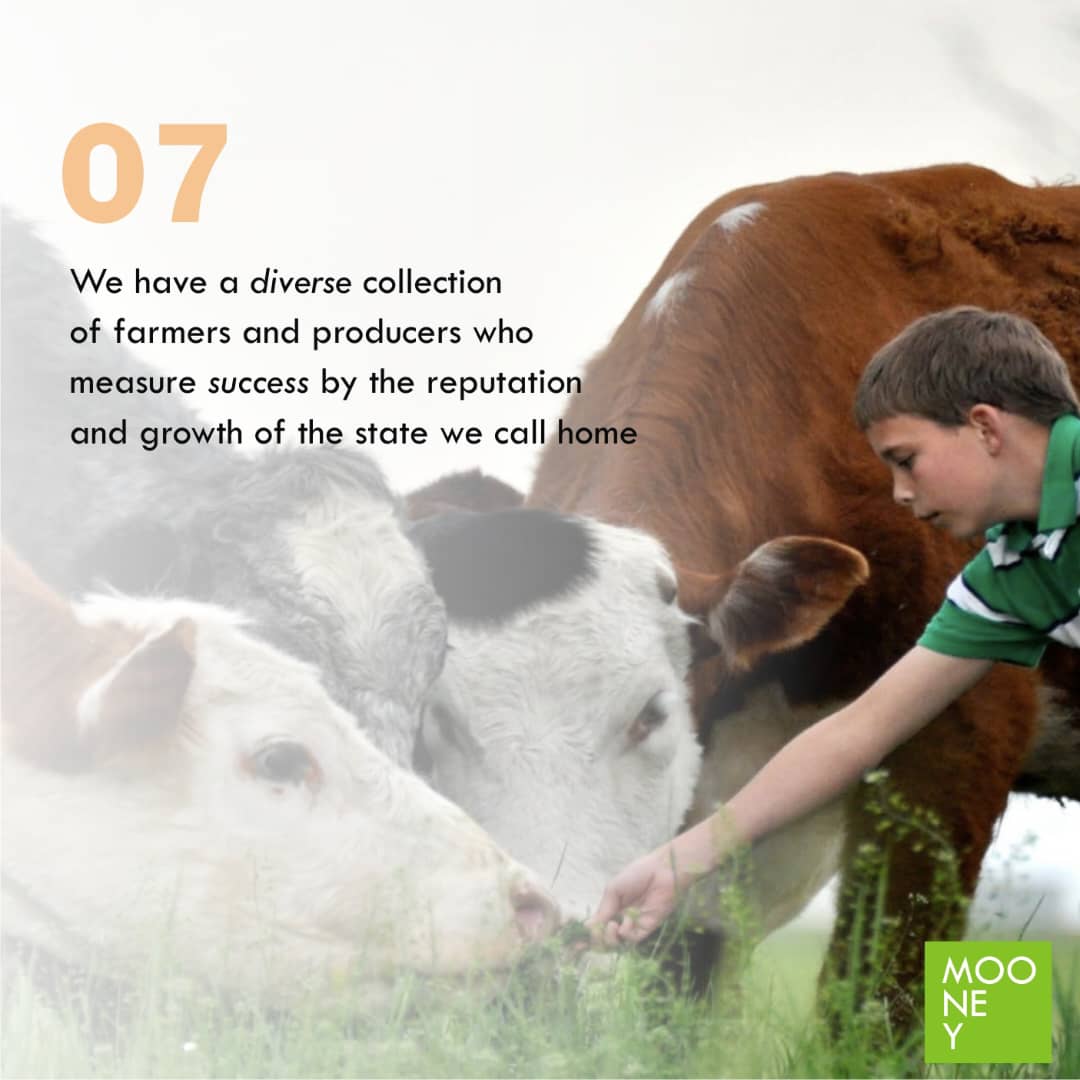 07
We have a diverse collection
of farmers and producers who
measure success by the reputation
and growth of the state we call home
MOO
NE
Y